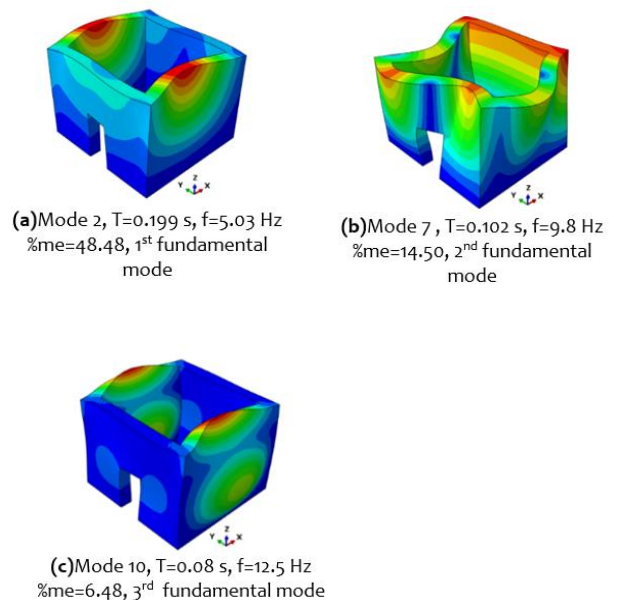 Y Z X
(a)Mode 2, T=0.199 s, f=5.03 Hz
%me=48.48, 1st fundamental
mode
Y Z X
(b)Mode 7 , T=0.102 s, f=9.8 Hz
%me=14.50, 2nd fundamental
mode
Y Z X
(c)Mode 10, T=0.08 s, f=12.5 Hz
%me=6.48, 3rd fundamental mode